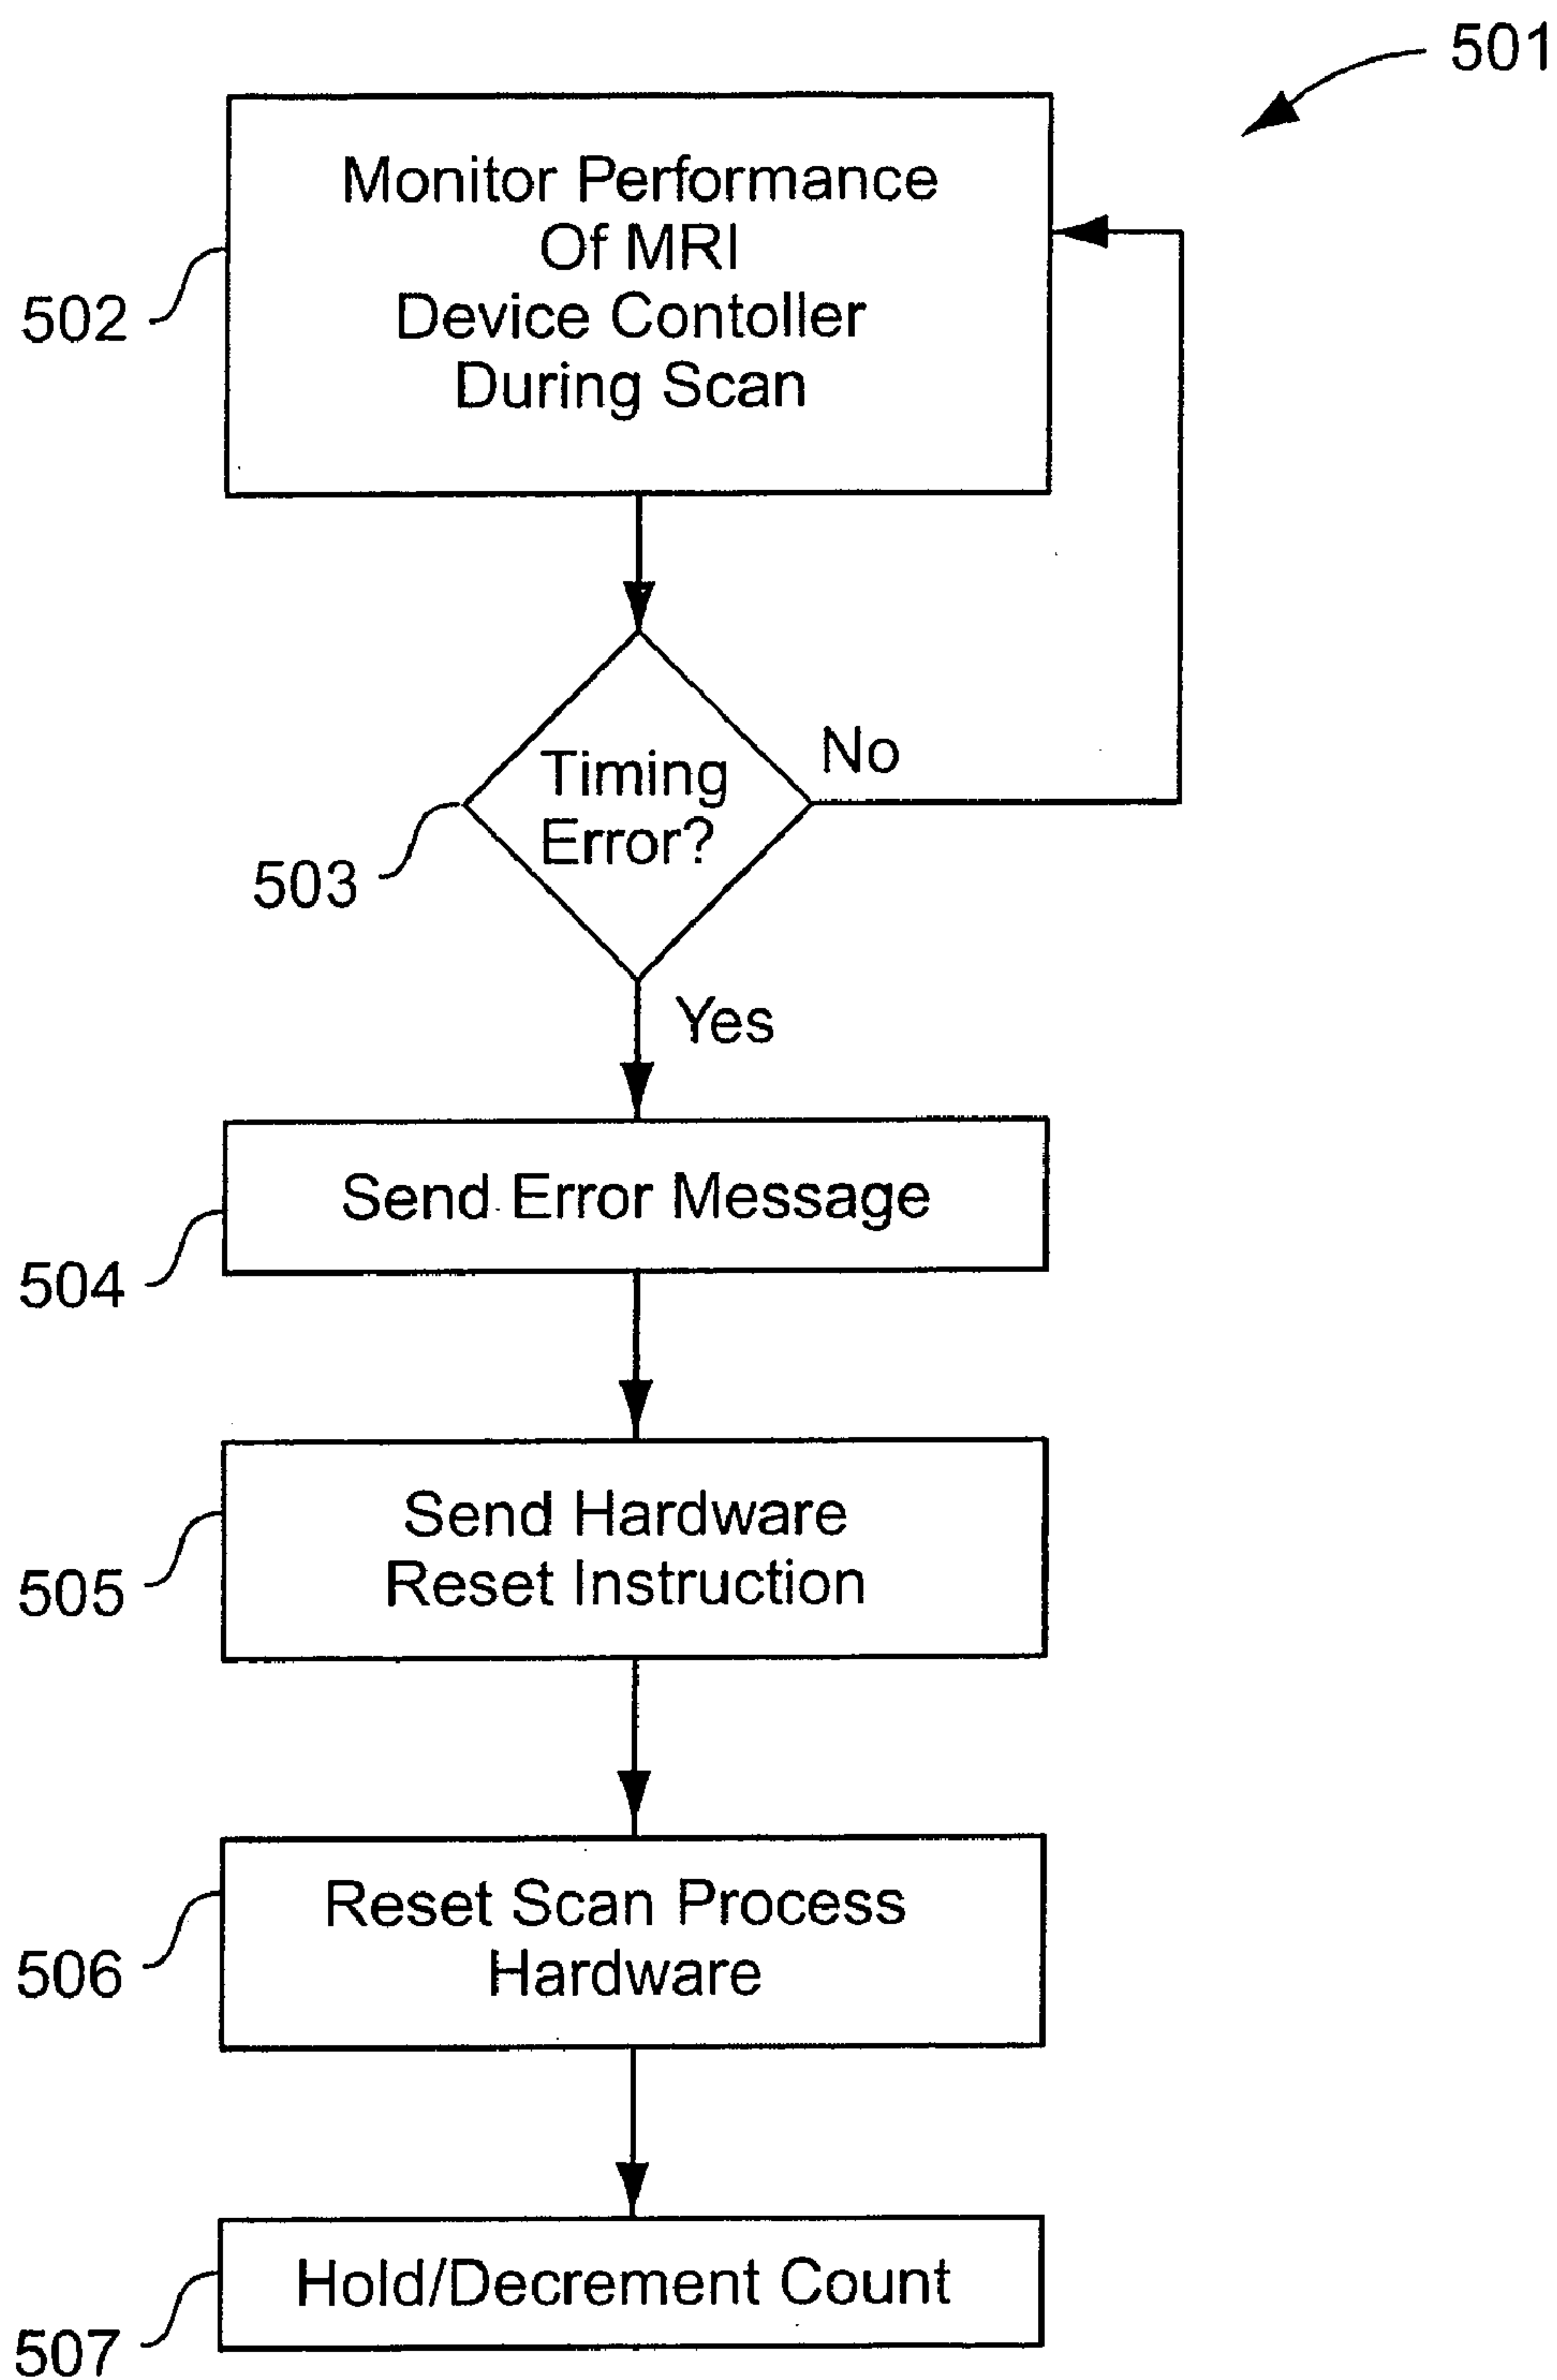 501
Monitor Performance
Of MRI
Device Contoller
During Scan
502
Timing
Error?
No
503
Yes
Send Error Message
504
Send Hardware
Reset Instruction
505
Reset Scan Process
Hardware
506
Hold/Decrement Count
507